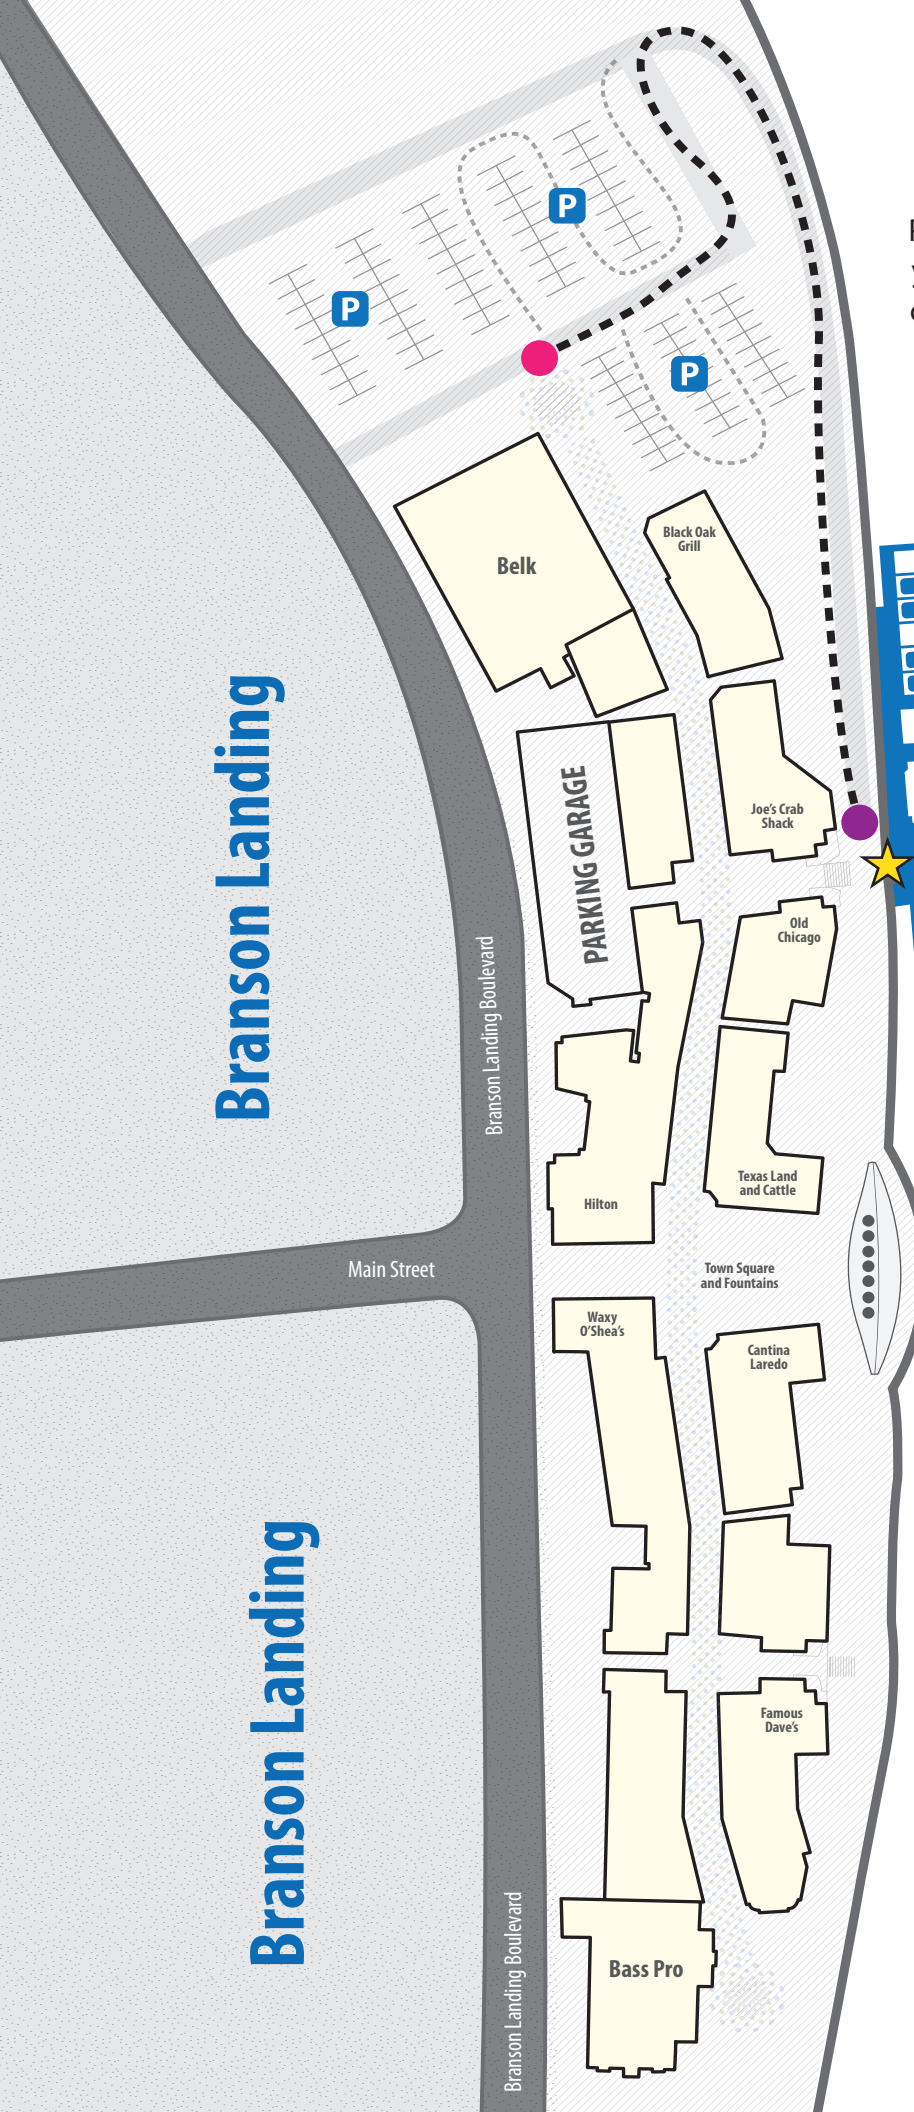 P
P
P
Belk
Black Oak
Grill
Branson Landing
PARKING GARAGE
Joe's Crab
Shack
Old
Chicago
Branson Landing Boulevard
Texas Land
and Cattle
Hilton
Main Street
Town Square
and Fountains
Waxy
O'Shea's
Cantina
Laredo
Branson Landing
Famous
Dave's
Branson Landing Boulevard
Bass Pro